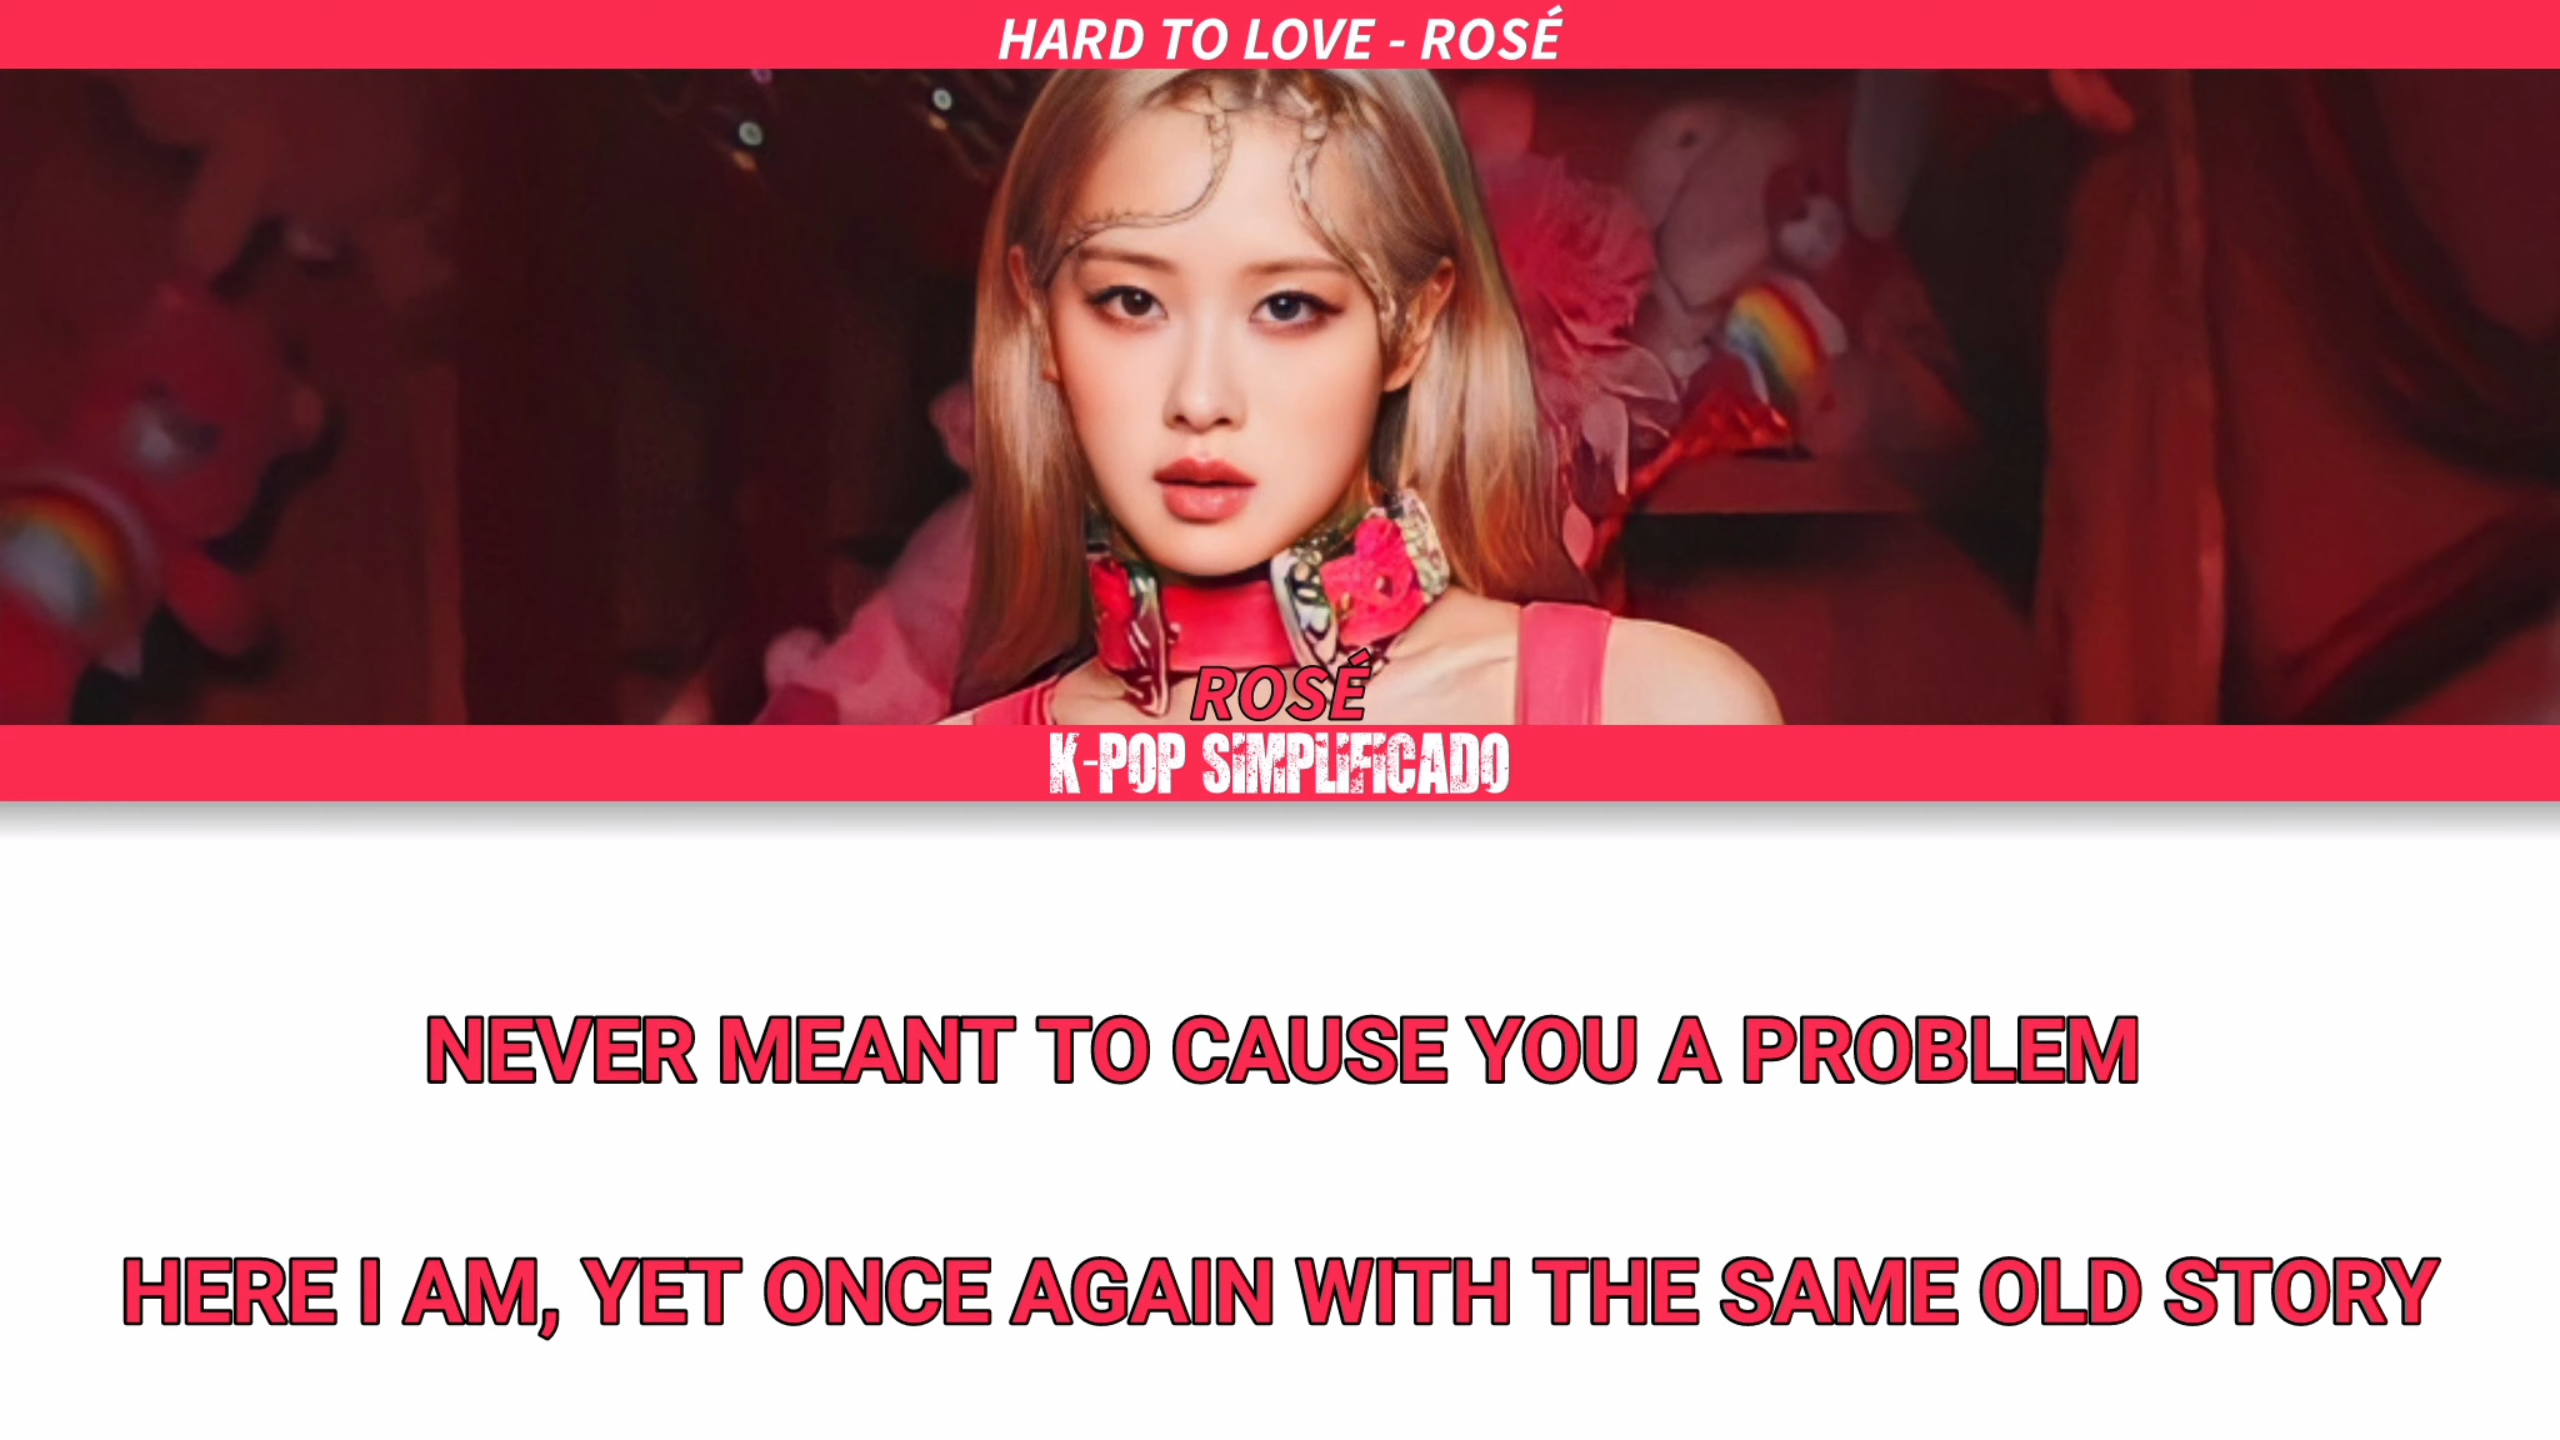 HARD TO LOVE - ROSÉ
ROSÉ
K-POP SIMPLIFICADO
NEVER MEANT TO CAUSE YOU A PROBLEM
HERE I AM, YET ONCE AGAIN WITH THE SAME OLD STORY